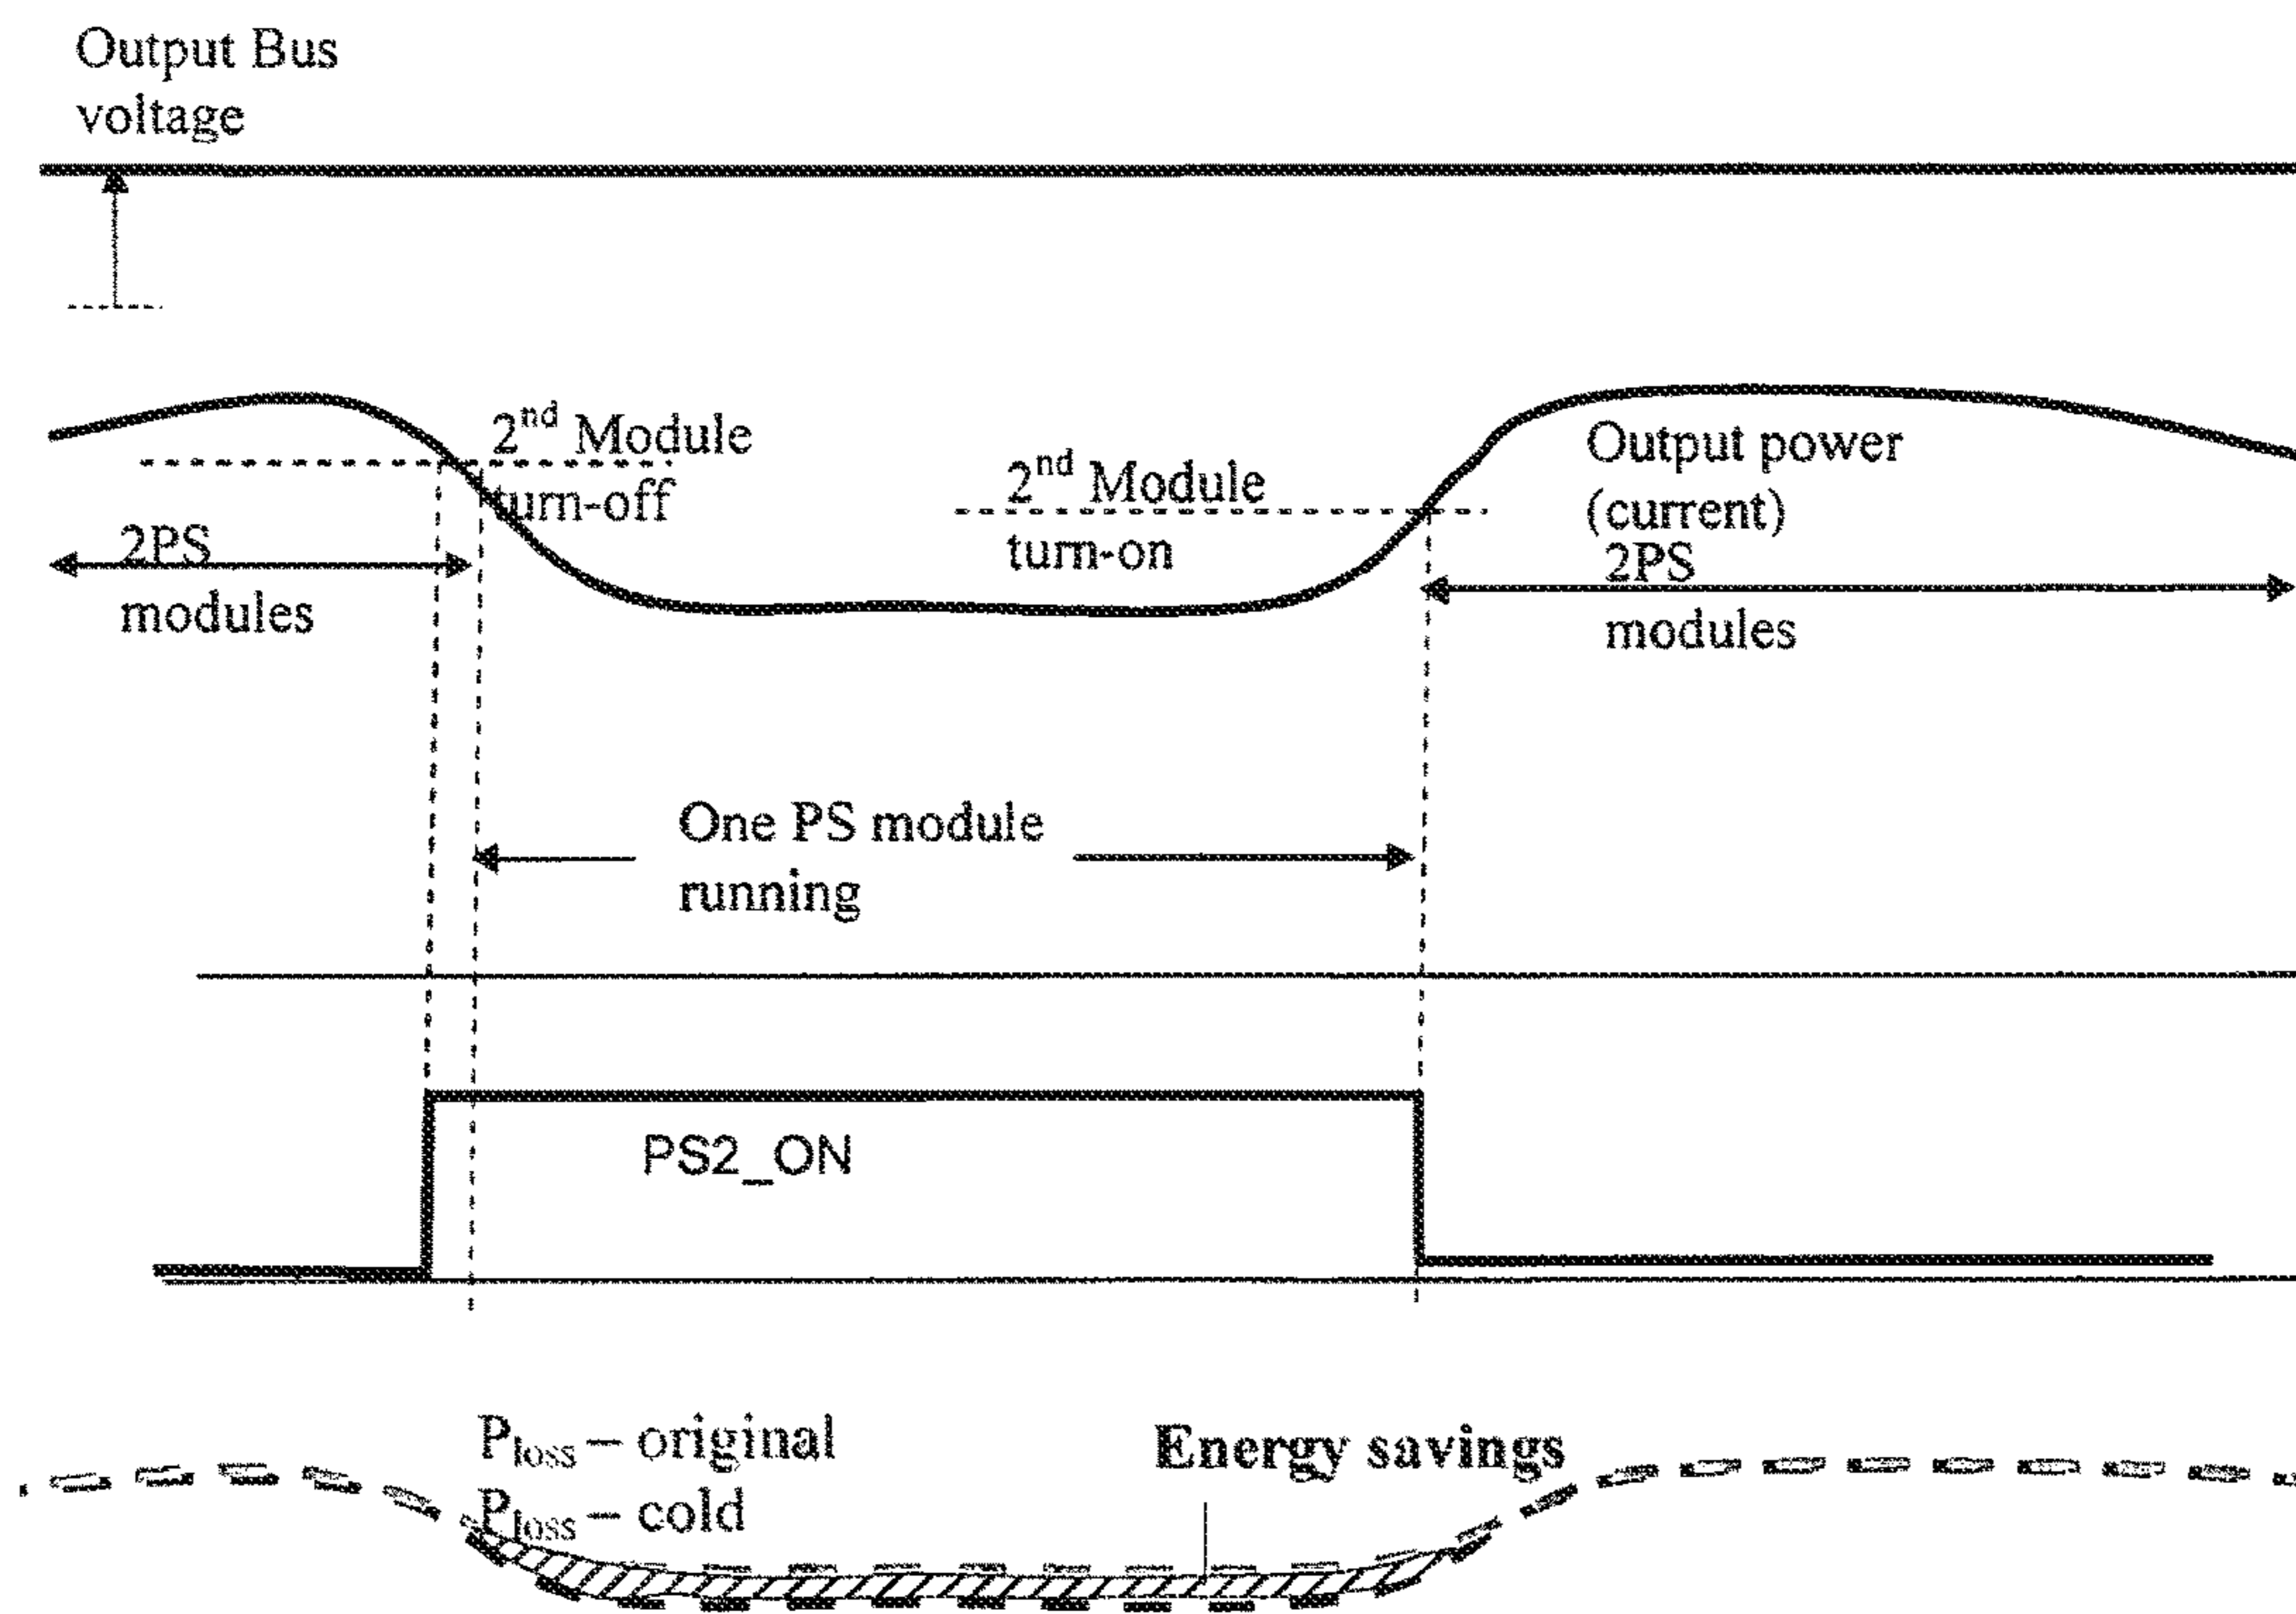 Output Bus
voltage
2nd Module
turn-off
2nd Module
turn-on
Output power
(current)
2PS
modules
2PS
modules
One PS module
running
PS2_ON
Ploss – original
Ploss – cold
Energy savings